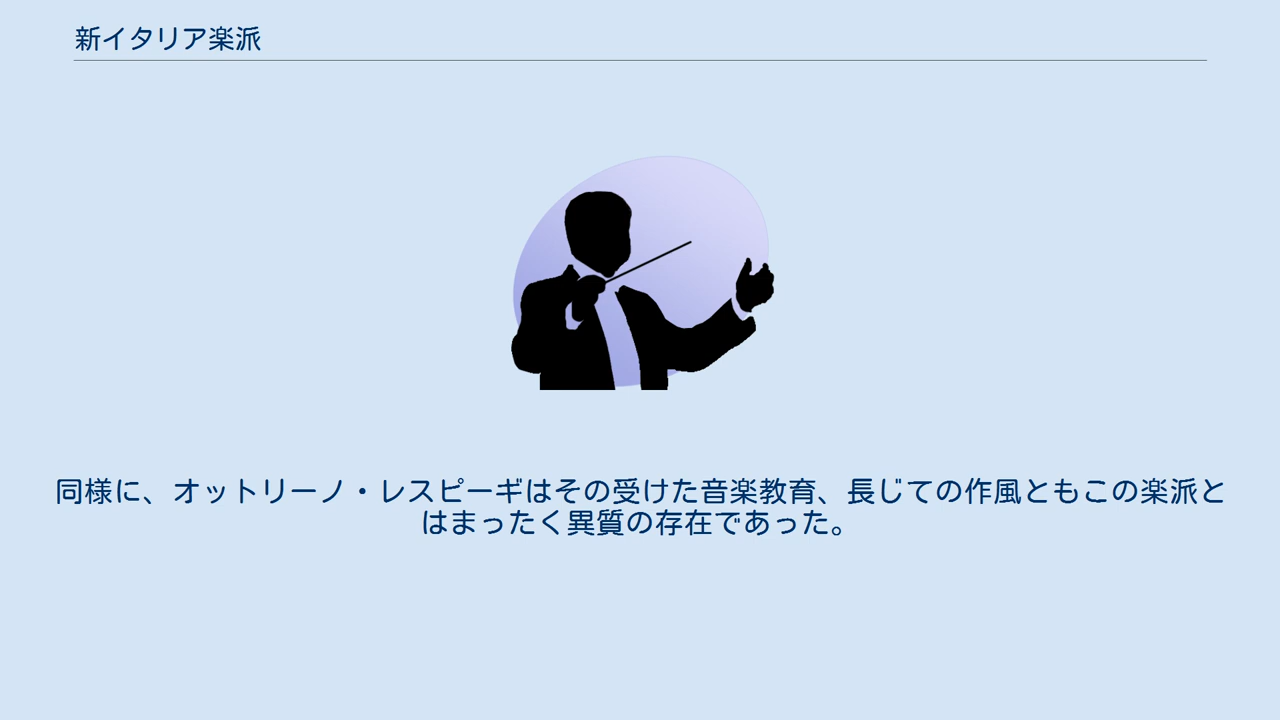 新イタリア楽派
同様に、オットリーノ・レスピーギはその受けた音楽教育、長じての作風ともこの楽派と
はまったく異質の存在であった。